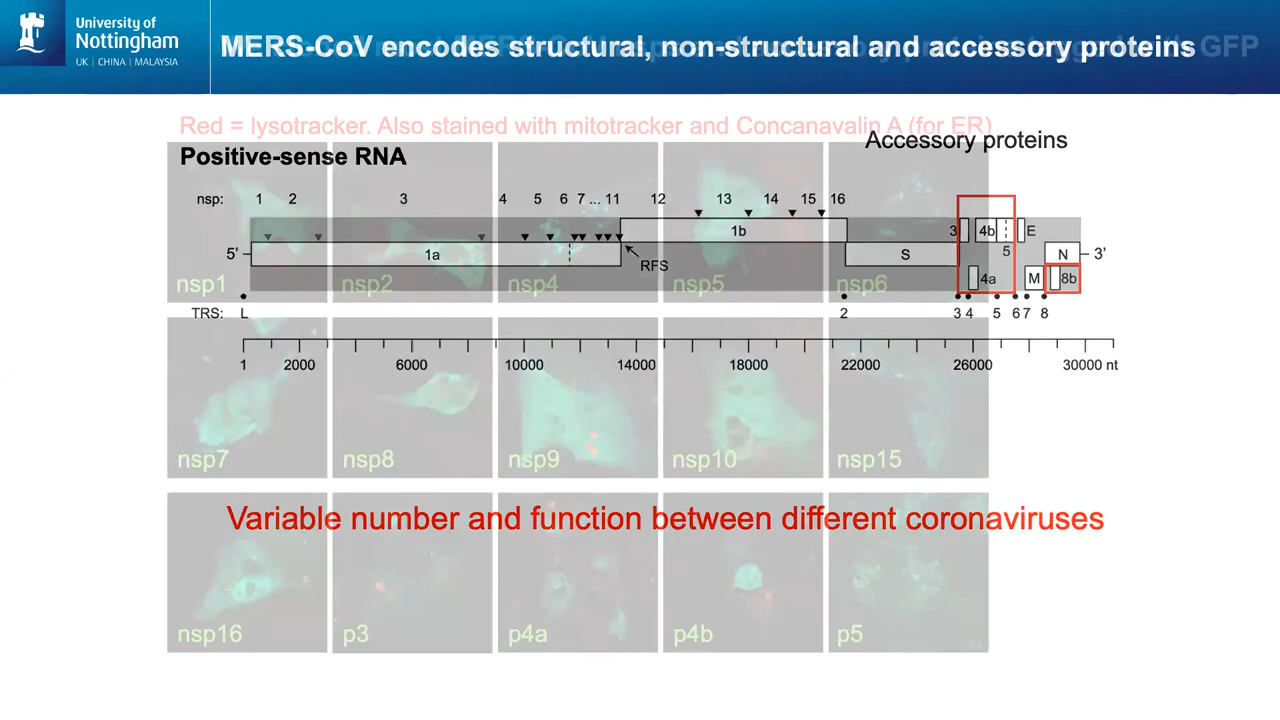 University of
Nottingham
UK | CHINA | MALAYSIA
MERS-CoV encodes structural, non-structural and accessory proteins
GFP
Red = lysotracker. Also stained with mitotracker and Concanavalin A (for ER)
Accessory proteins
Positive-sense RNA
nsp: 1 2 3 4 5 6 7 ... 11 12 13 14 15 16
1b 3 4b E
5' 1a S 5 N 3'
RFS
4a M 8b
nsp1 nsp2 nsp4 nsp5 nsp6
TRS: L 2 3 4 5 6 7 8
1 2000 6000 10000 14000 18000 22000 26000 30000 nt
nsp7 nsp8 nsp9 nsp10 nsp15
Variable number and function between different coronaviruses
nsp16 p3 p4a p4b p5